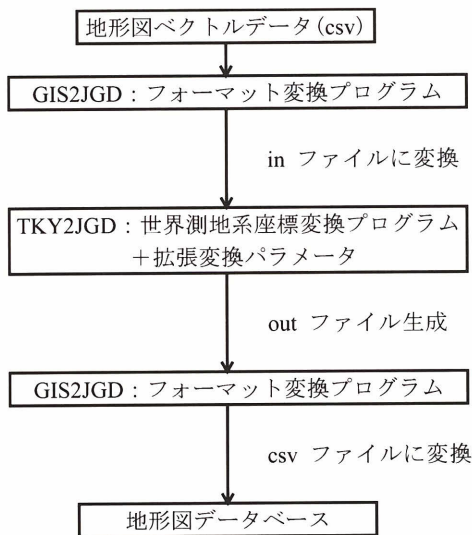 地形図ベクトルデータ(csv)
GIS2JGD：フォーマット変換プログラム
in ファイルに変換
TKY2JGD：世界測地系座標変換プログラム
＋拡張変換パラメータ
out ファイル生成
GIS2JGD：フォーマット変換プログラム
csv ファイルに変換
地形図データベース